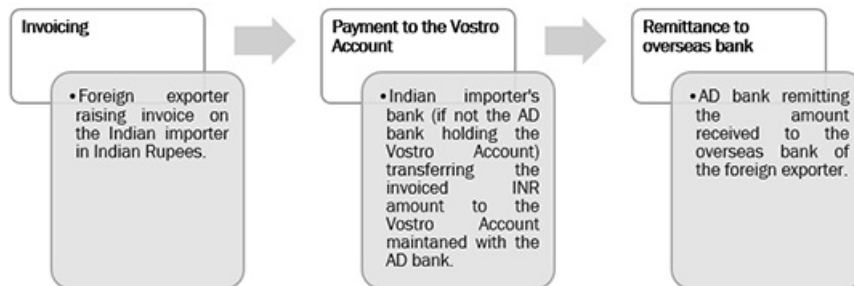 Invoicing
• Foreign exporter
raising invoice on
the Indian importer
in Indian Rupees.
Payment to the Vostro
Account
• Indian importer's
bank (if not the AD
bank holding the
Vostro Account)
transferring the
invoiced INR
amount to the
Vostro Account
maintaned with the
AD bank.
Remittance to
overseas bank
• AD bank remitting
the amount
received to the
overseas bank of
the foreign exporter.